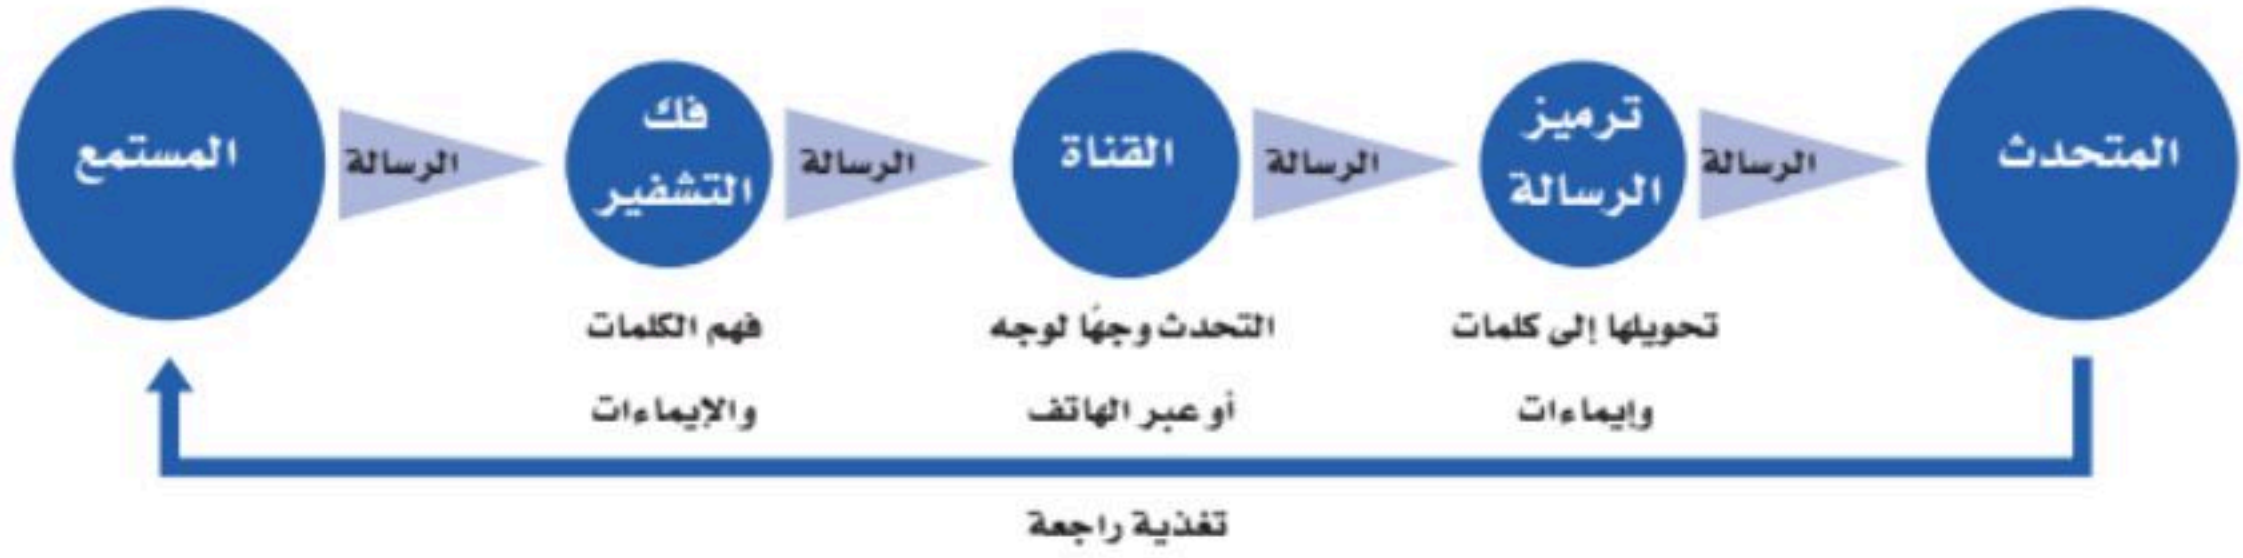 المتحدث
الرسالة
ترميز
الرسالة
الرسالة
القناة
الرسالة
فك
التشفير
الرسالة
المستمع
تحويلها إلى كلمات
وإيماءات
التحدث وجهًا لوجه
أو عبر الهاتف
فهم الكلمات
والإيماءات
تغذية راجعة